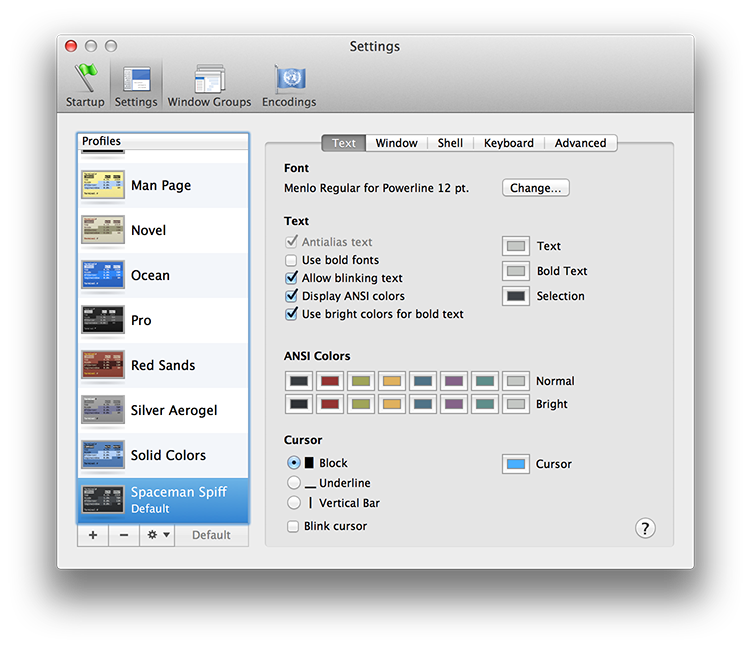 Settings
Startup Settings Window Groups Encodings
Profiles
Man Page
Novel
Ocean
Pro
Red Sands
Silver Aerogel
Solid Colors
Spaceman Spiff
Default
+ − Default
Text Window Shell Keyboard Advanced
Font
Menlo Regular for Powerline 12 pt. Change...
Text
Antialias text
Use bold fonts
Allow blinking text
Display ANSI colors
Use bright colors for bold text
Text
Bold Text
Selection
ANSI Colors
Normal
Bright
Cursor
Block
Underline
Vertical Bar
Blink cursor
Cursor
?